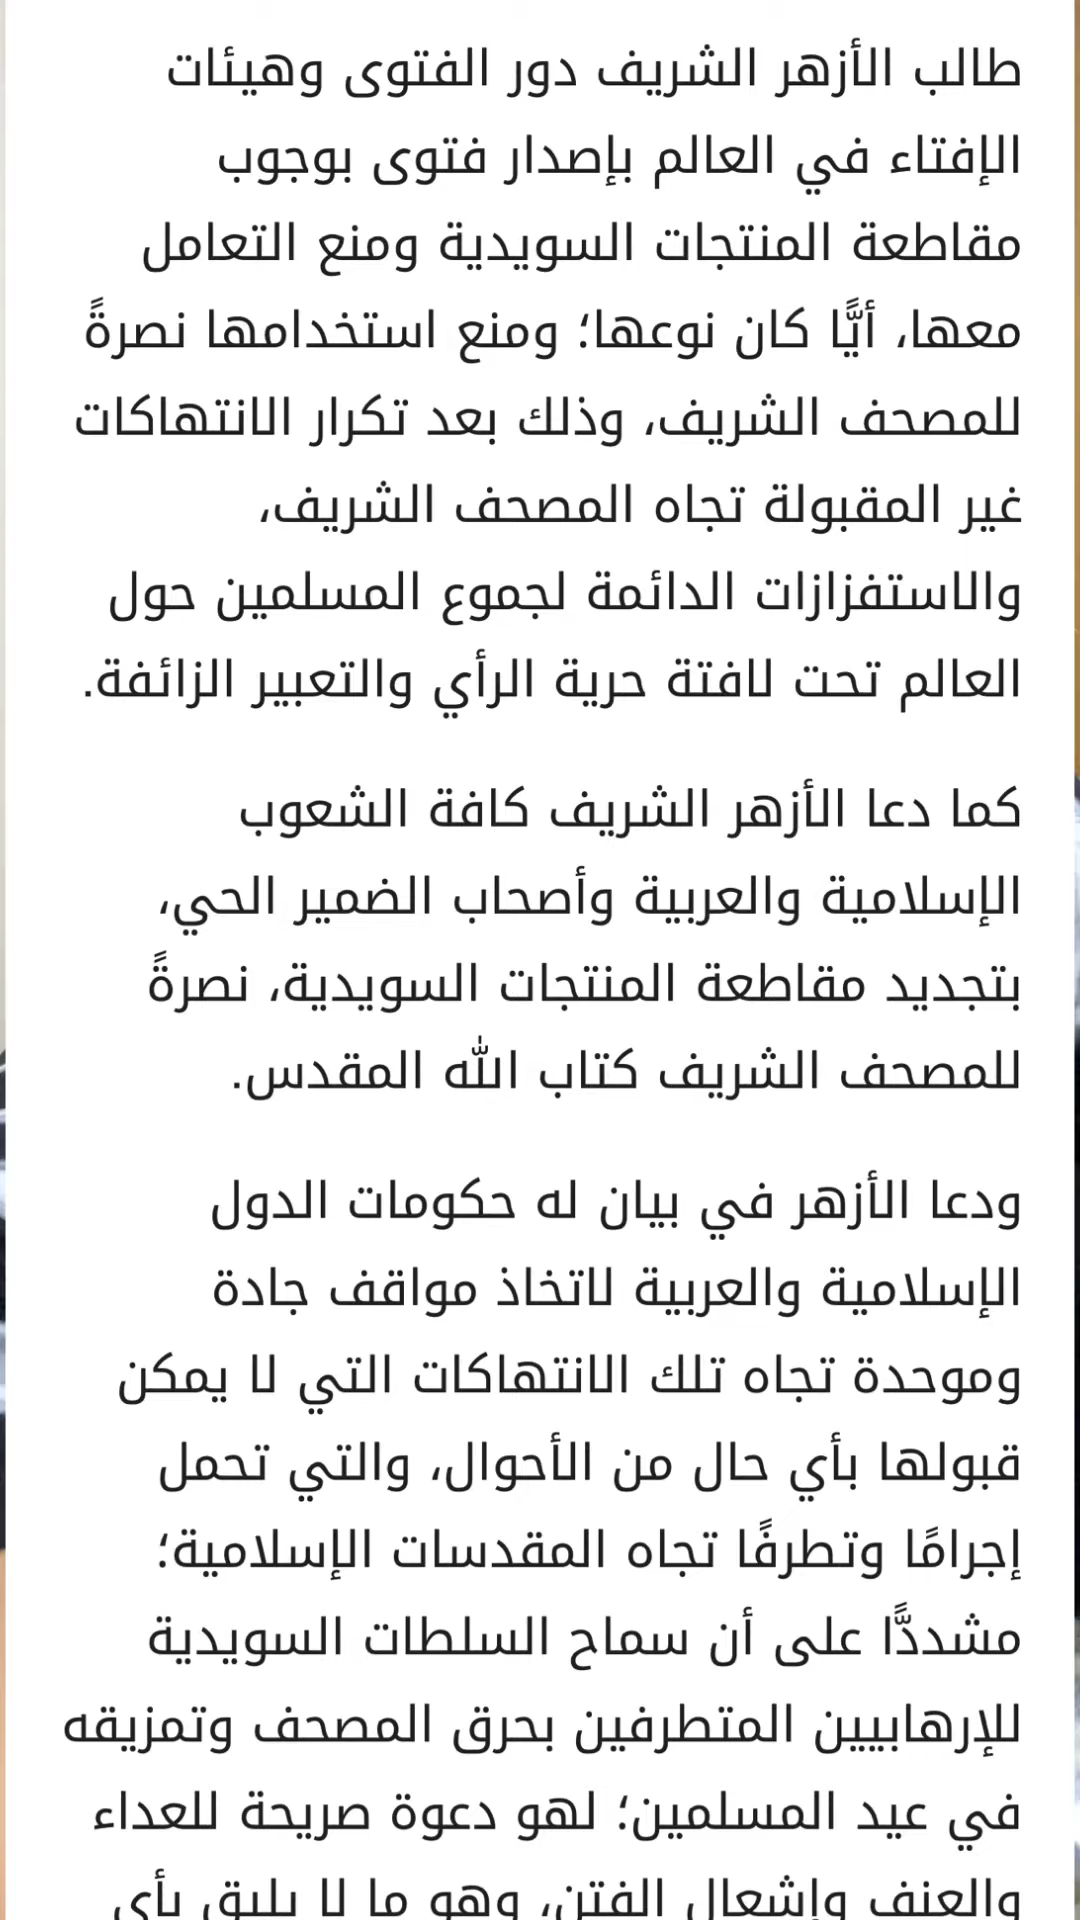 طالب الأزهر الشريف دور الفتوى وهيئات
الإفتاء في العالم بإصدار فتوى بوجوب
مقاطعة المنتجات السويدية ومنع التعامل
معها، أيًّا كان نوعها؛ ومنع استخدامها نصرةً
للمصحف الشريف، وذلك بعد تكرار الانتهاكات
غير المقبولة تجاه المصحف الشريف،
والاستفزازات الدائمة لجموع المسلمين حول
العالم تحت لافتة حرية الرأي والتعبير الزائفة.
كما دعا الأزهر الشريف كافة الشعوب
الإسلامية والعربية وأصحاب الضمير الحي،
بتجديد مقاطعة المنتجات السويدية، نصرةً
للمصحف الشريف كتاب الله المقدس.
ودعا الأزهر في بيان له حكومات الدول
الإسلامية والعربية لاتخاذ مواقف جادة
وموحدة تجاه تلك الانتهاكات التي لا يمكن
قبولها بأي حال من الأحوال، والتي تحمل
إجرامًا وتطرفًا تجاه المقدسات الإسلامية؛
مشددًّا على أن سماح السلطات السويدية
للإرهابيين المتطرفين بحرق المصحف وتمزيقه
في عيد المسلمين؛ لهو دعوة صريحة للعداء
والعنف وإشعال الفتن، وهو ما لا يليق بأي